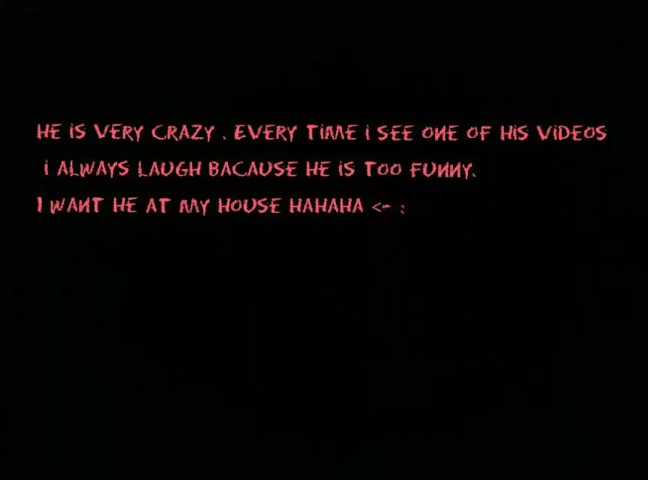 HE IS VERY CRAZY . EVERY TIME I SEE ONE OF HIS VIDEOS
I ALWAYS LAUGH BACAUSE HE IS TOO FUNNY.
I WANT HE AT MY HOUSE HAHAHA <- :